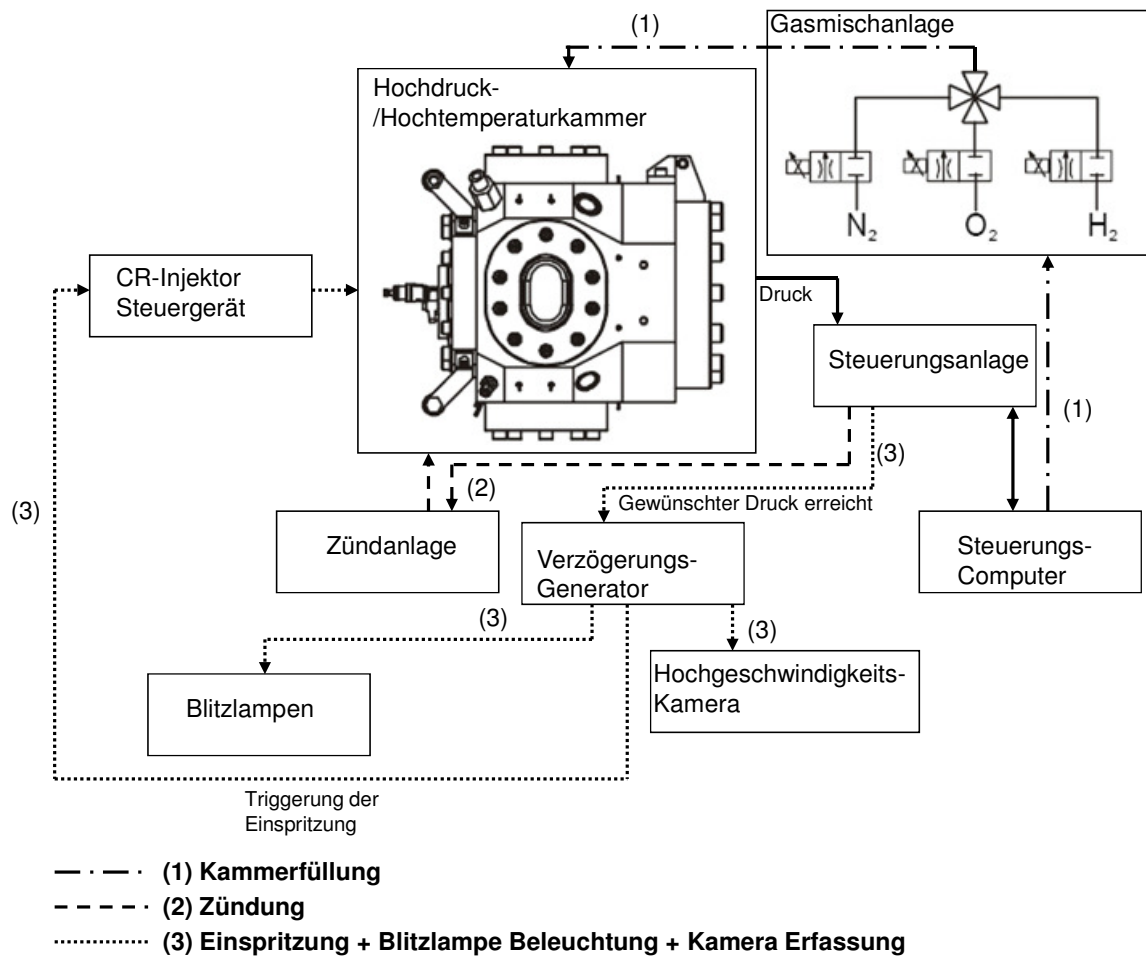 (1)
Gasmischanlage
Hochdruck-
/Hochtemperaturkammer
N2
O2
H2
CR-Injektor
Steuergerät
Druck
Steuerungsanlage
(1)
(3)
(2)
(3)
Gewünschter Druck erreicht
Zündanlage
Verzögerungs-
Generator
Steuerungs-
Computer
(3)
(3)
Hochgeschwindigkeits-
Kamera
Blitzlampen
Triggerung der
Einspritzung
(1) Kammerfüllung
(2) Zündung
(3) Einspritzung + Blitzlampe Beleuchtung + Kamera Erfassung